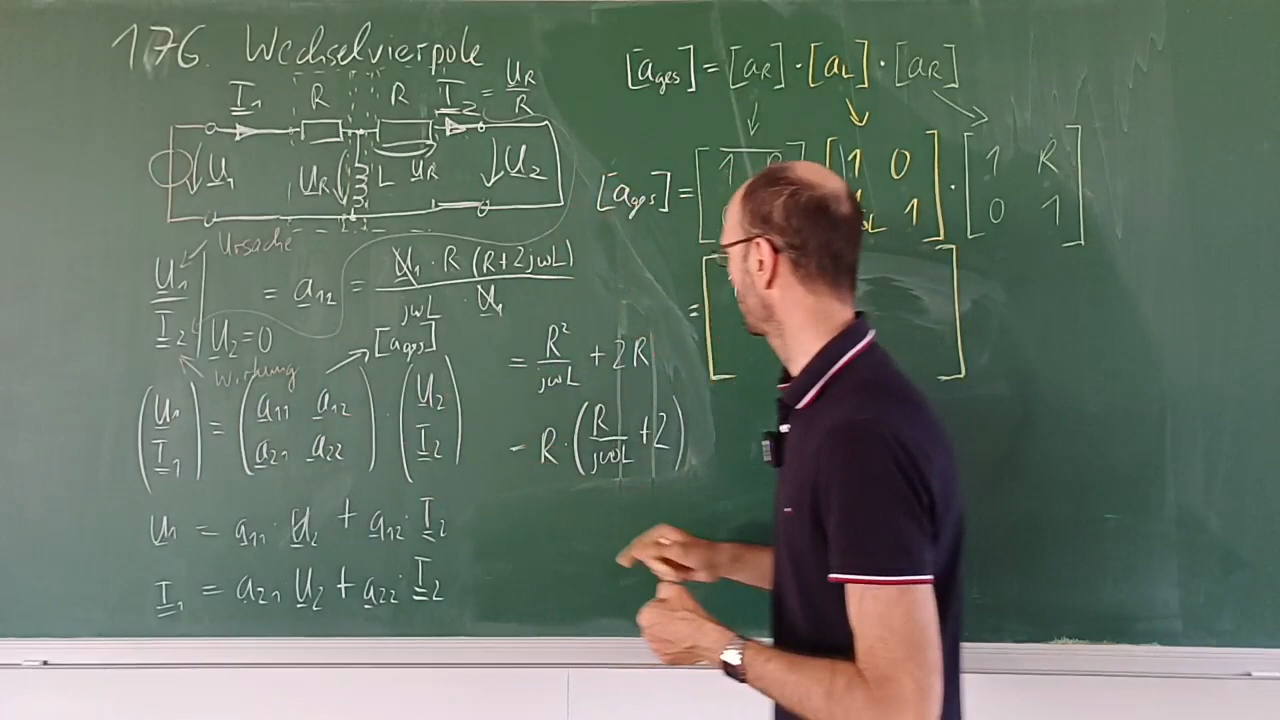 176. Wechselvierpole
I₁ R R I₂ = U_R/R
U₁ U_R L U_R U₂
Ursache
U₁/I₂ | U₂=0 = a₁₂ = U₁ · R (R+2jωL) / jωL · U₁
Wirkung
[a_ges]
(U₁ I₁) = (a₁₁ a₁₂ a₂₁ a₂₂) · (U₂ I₂)
U₁ = a₁₁ · U₂ + a₁₂ · I₂
I₁ = a₂₁ U₂ + a₂₂ · I₂
= R²/jωL + 2R
= R · (R/jωL + 2)
[a_ges] = [a_R] · [a_L] · [a_R]
[a_ges] = [1 R
[1 0
ωL 1] · [1 R
0 1]
= [ ]